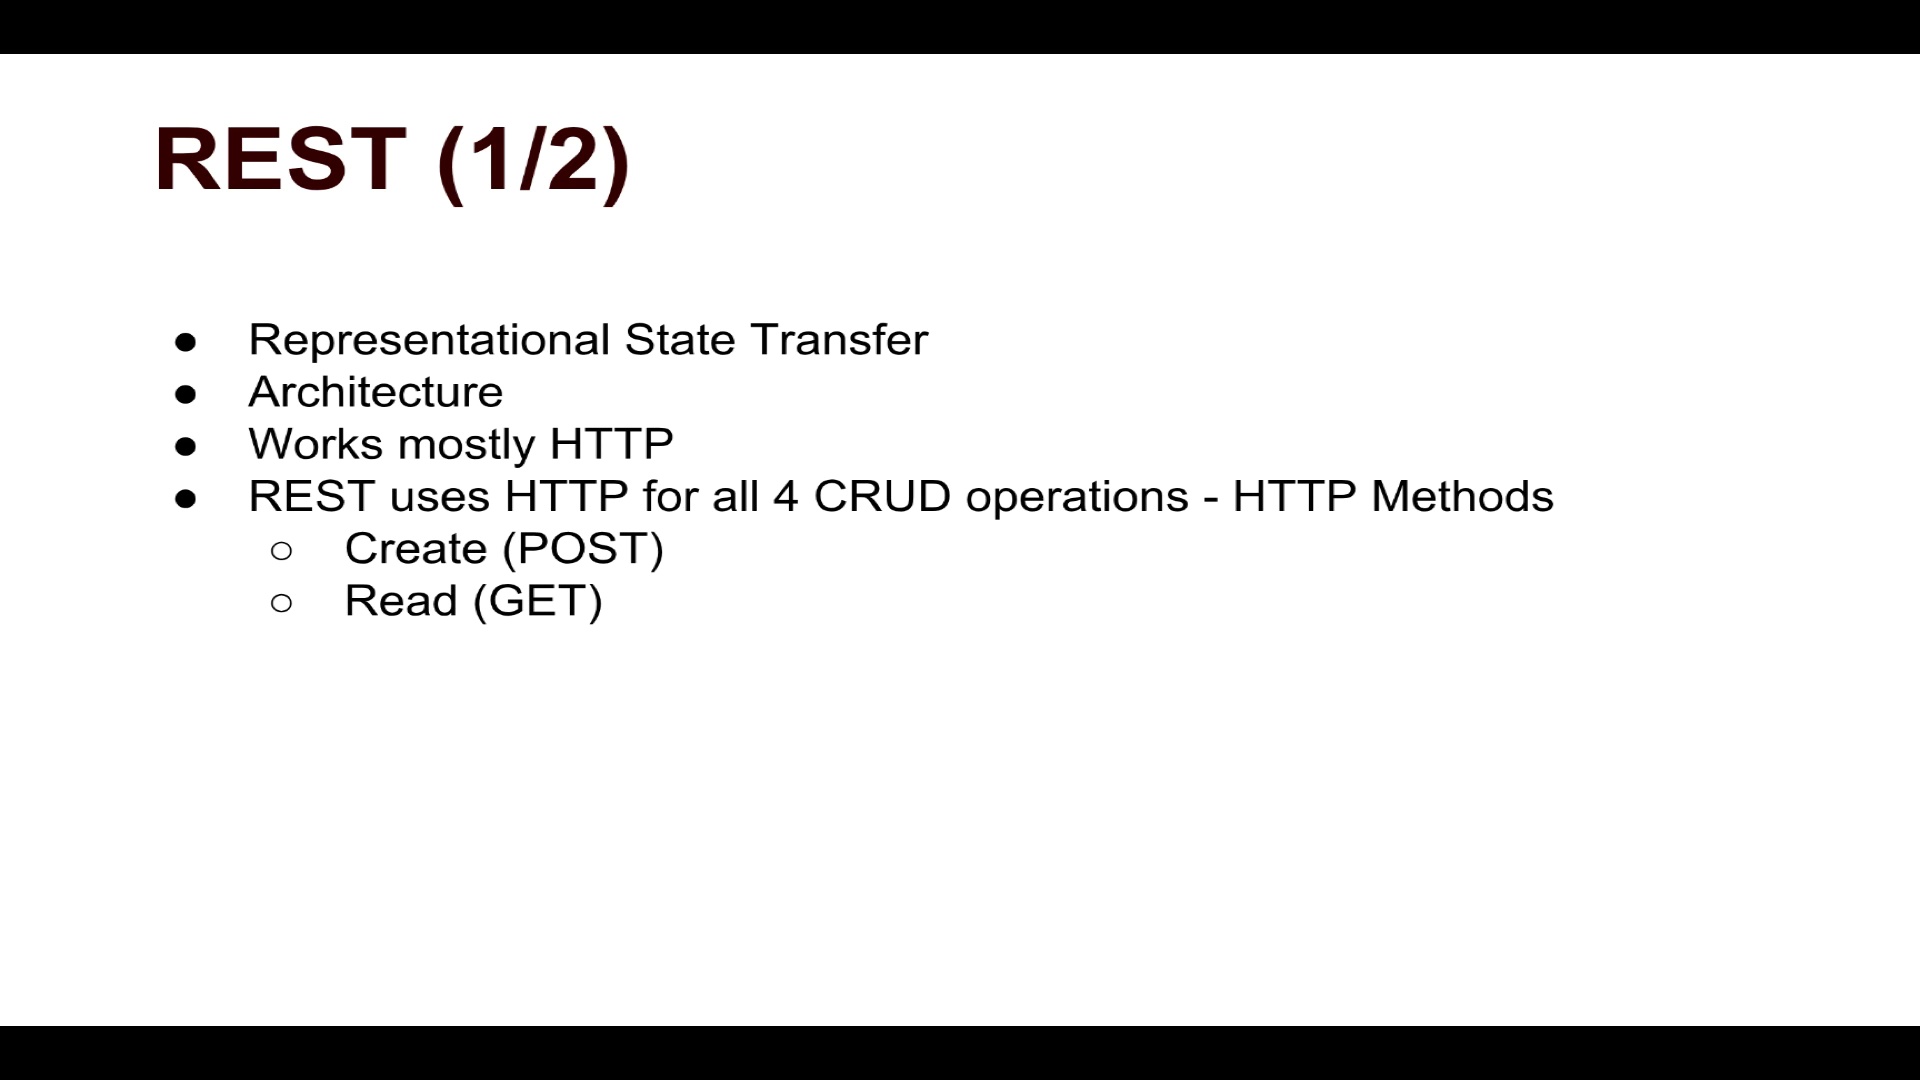 REST (1/2)
● Representational State Transfer
● Architecture
● Works mostly HTTP
● REST uses HTTP for all 4 CRUD operations - HTTP Methods
○ Create (POST)
○ Read (GET)